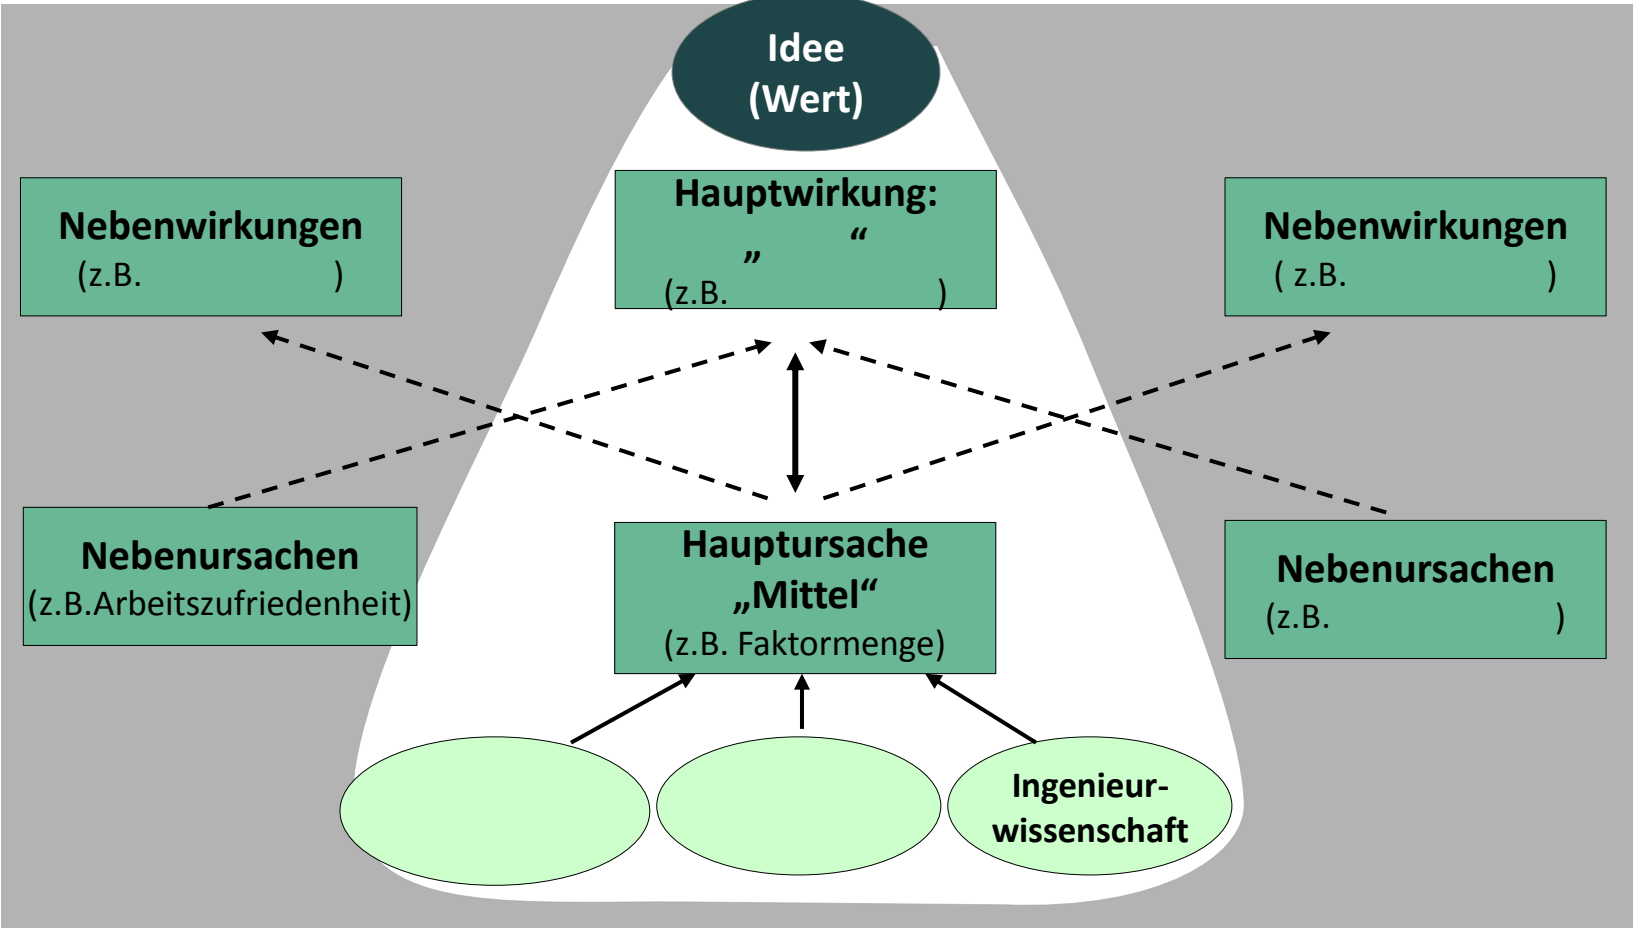 Idee
(Wert)
Nebenwirkungen
(z.B. )
Hauptwirkung:
„ “
„
(z.B. )
Nebenwirkungen
( z.B. )
Nebenursachen
(z.B.Arbeitszufriedenheit)
Hauptursache
„Mittel“
(z.B. Faktormenge)
Nebenursachen
(z.B. )
Ingenieur-
wissenschaft